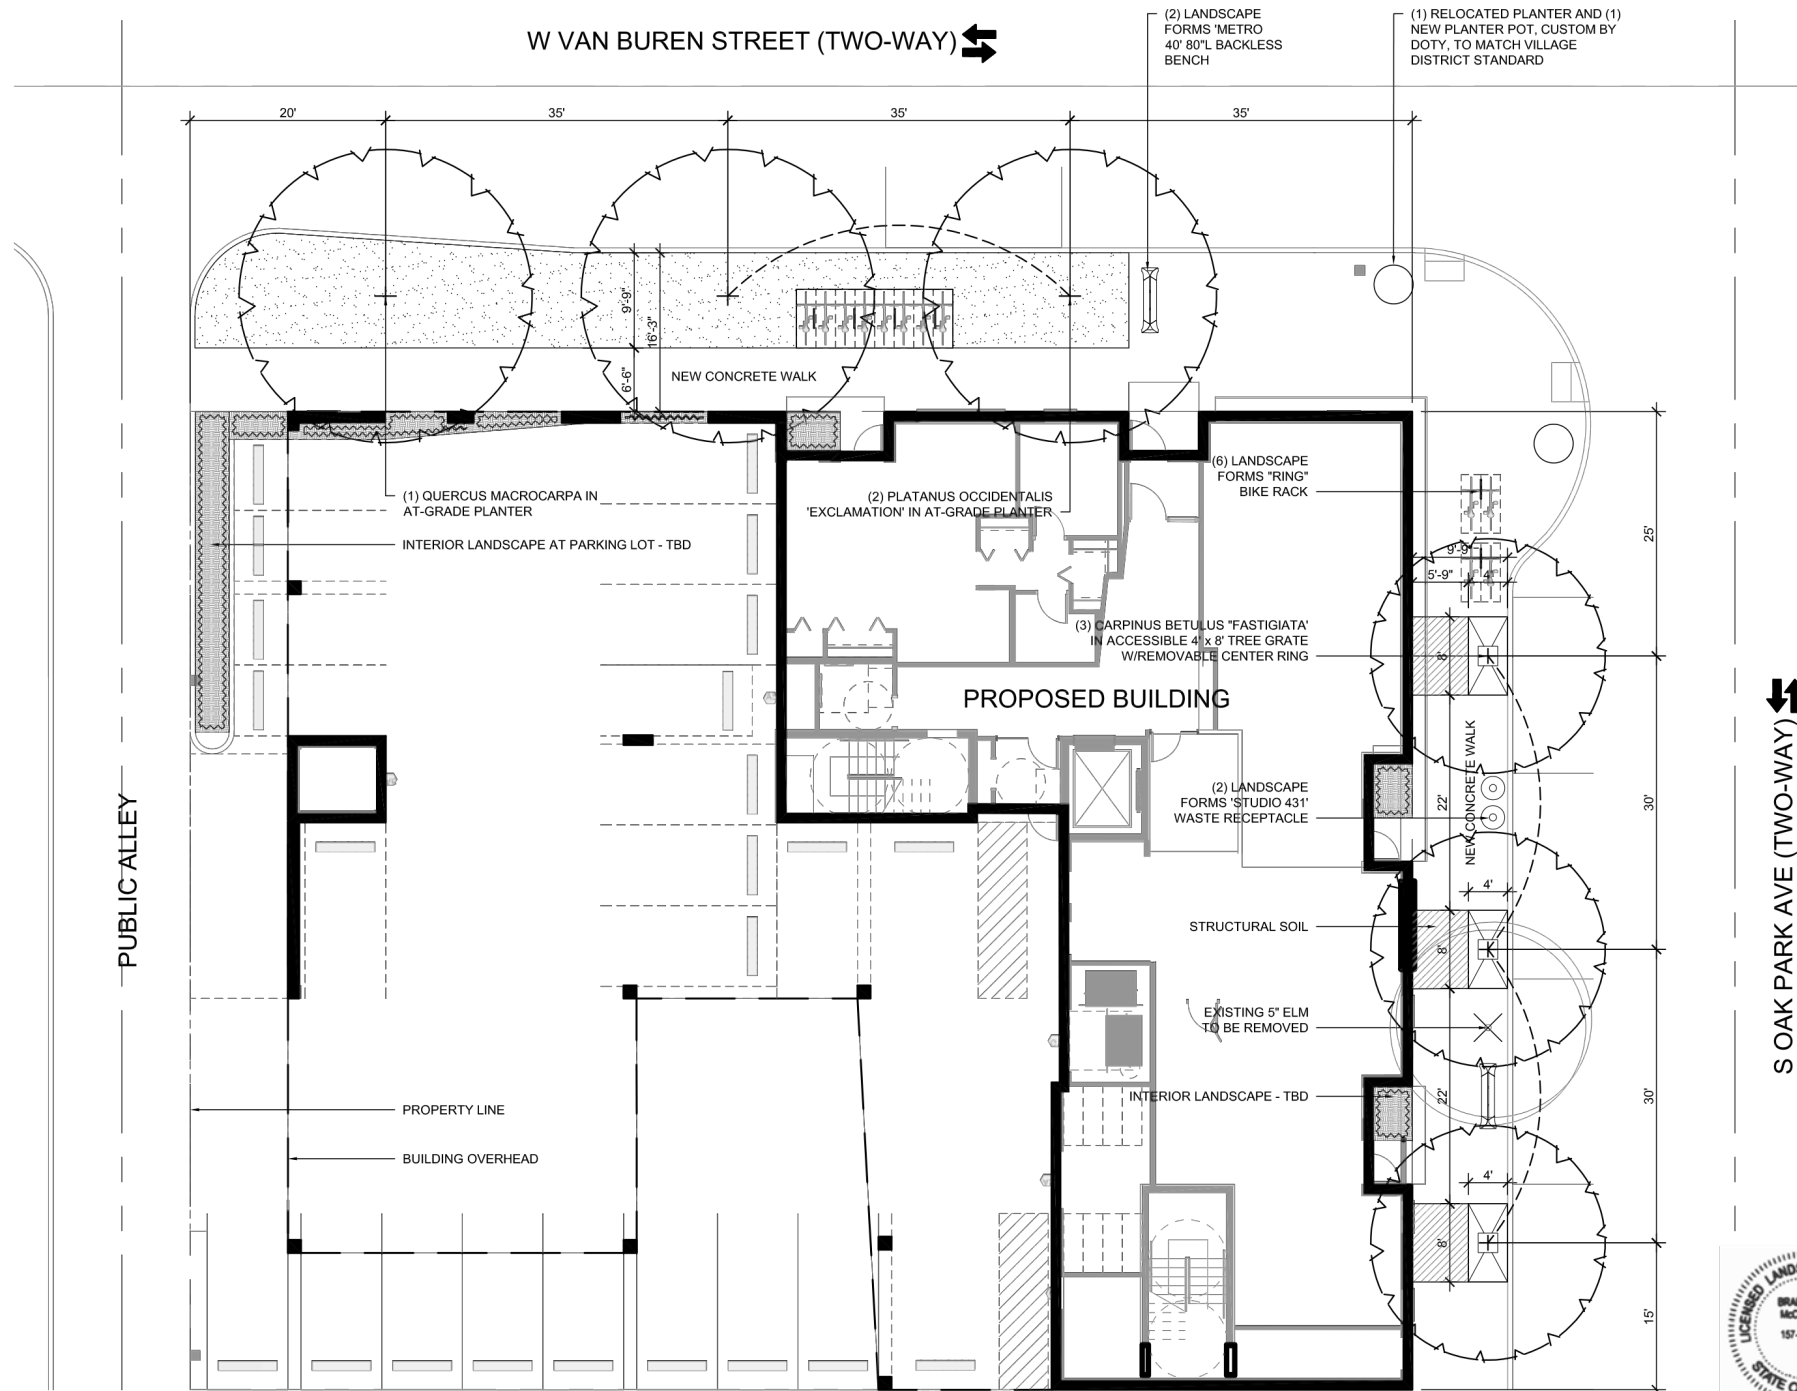 W VAN BUREN STREET (TWO-WAY)
(2) LANDSCAPE
FORMS 'METRO
40' 80"L BACKLESS
BENCH
(1) RELOCATED PLANTER AND (1)
NEW PLANTER POT, CUSTOM BY
DOTY, TO MATCH VILLAGE
DISTRICT STANDARD
20'
35'
35'
35'
9'-9"
16'-3"
6'-6"
NEW CONCRETE WALK
(1) QUERCUS MACROCARPA IN
AT-GRADE PLANTER
INTERIOR LANDSCAPE AT PARKING LOT - TBD
(2) PLATANUS OCCIDENTALIS
'EXCLAMATION' IN AT-GRADE PLANTER
(6) LANDSCAPE
FORMS "RING"
BIKE RACK
25'
9'-9"
5'-9"
4'
(3) CARPINUS BETULUS "FASTIGIATA'
IN ACCESSIBLE 4' x 8' TREE GRATE
W/REMOVABLE CENTER RING
8'
PROPOSED BUILDING
NEW CONCRETE WALK
(2) LANDSCAPE
FORMS 'STUDIO 431'
WASTE RECEPTACLE
22'
30'
PUBLIC ALLEY
S OAK PARK AVE (TWO-WAY)
4'
STRUCTURAL SOIL
8'
EXISTING 5" ELM
TO BE REMOVED
INTERIOR LANDSCAPE - TBD
22'
30'
PROPERTY LINE
BUILDING OVERHEAD
4'
8'
15'
LICENSED
157-